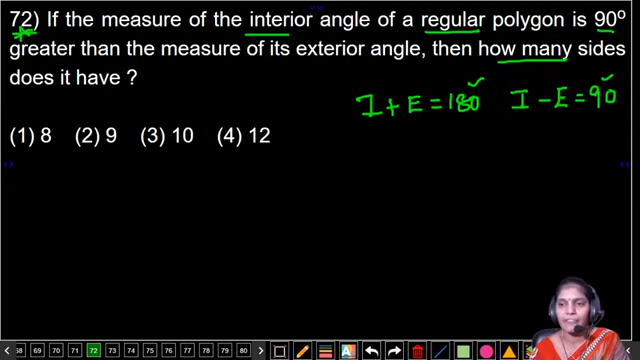 72) If the measure of the interior angle of a regular polygon is 90º
greater than the measure of its exterior angle, then how many sides
does it have ?
I + E = 180 I - E = 90
(1) 8 (2) 9 (3) 10 (4) 12
68 69 70 71 72 73 74 75 76 77 78 79 80